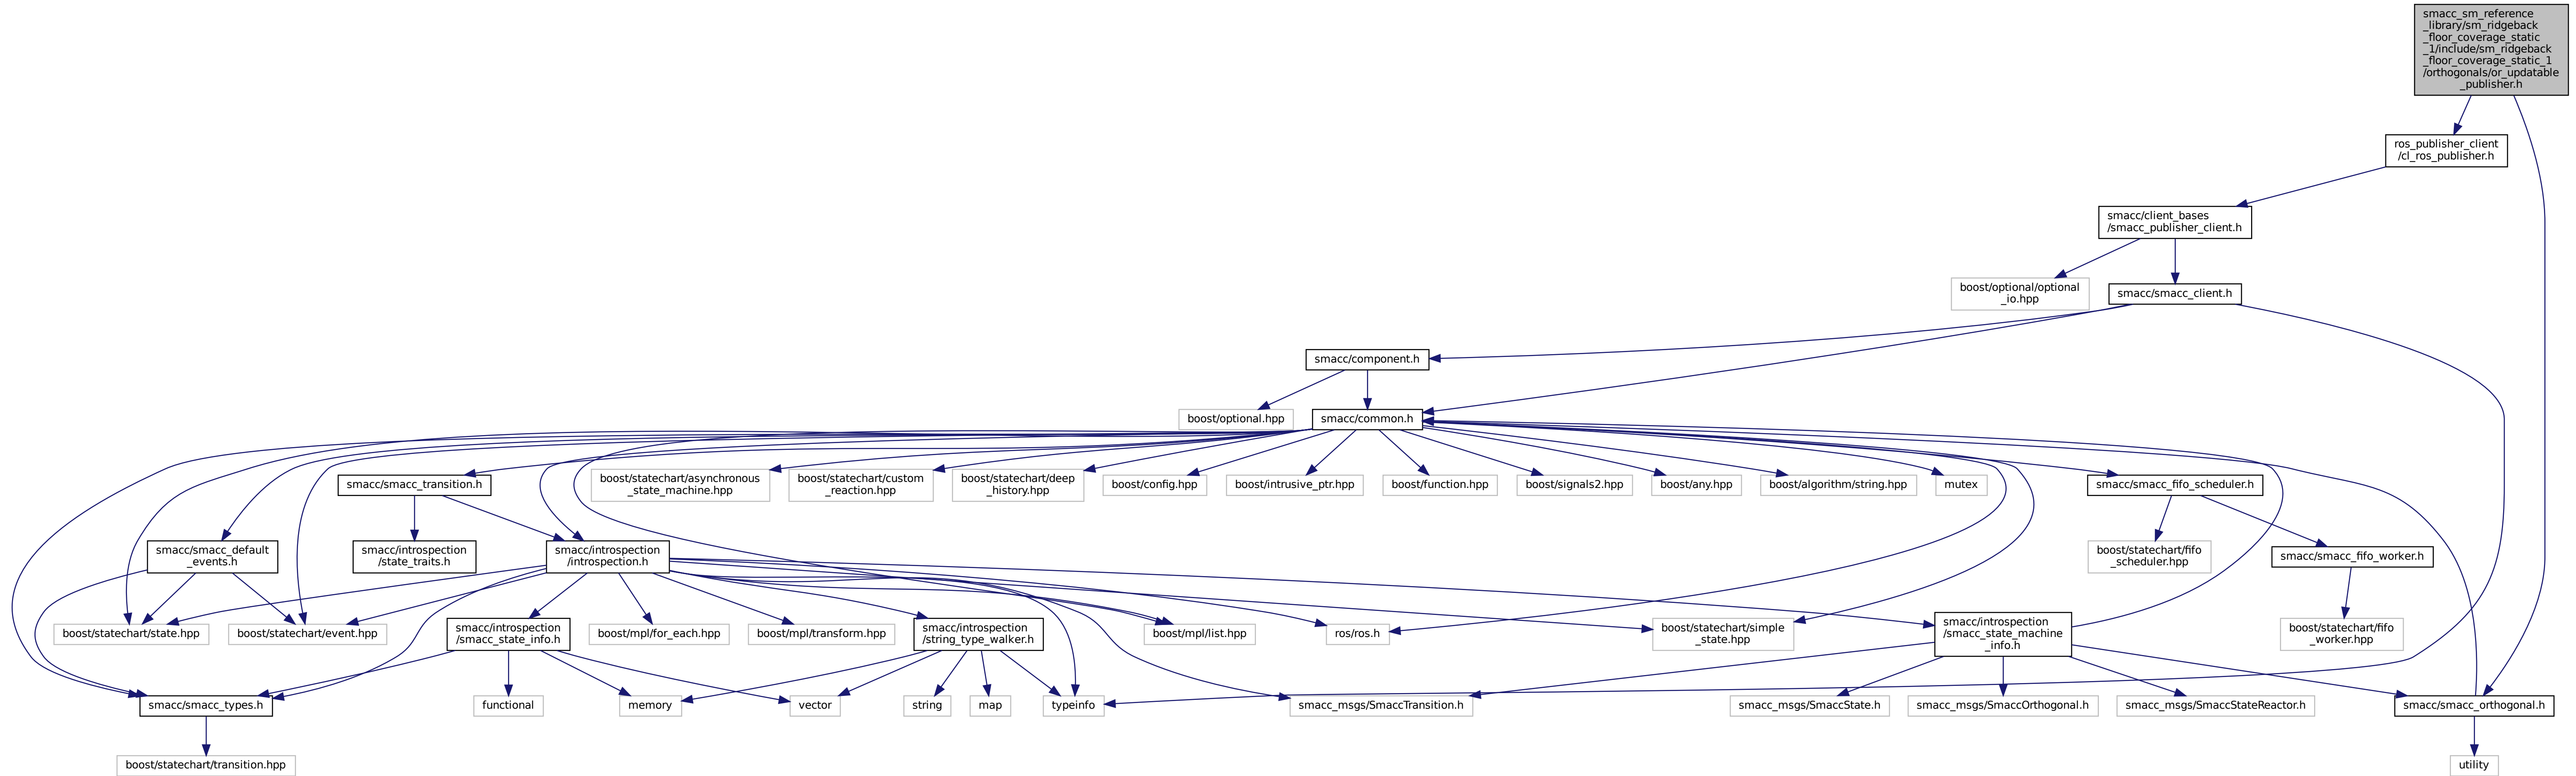 smacc_sm_reference
_library/sm_ridgeback
_floor_coverage_static
_1/include/sm_ridgeback
_floor_coverage_static_1
/orthogonals/or_updatable
_publisher.h
ros_publisher_client
/cl_ros_publisher.h
smacc/client_bases
/smacc_publisher_client.h
boost/optional/optional
_io.hpp
smacc/smacc_client.h
smacc/component.h
boost/optional.hpp
smacc/common.h
smacc/smacc_transition.h
boost/statechart/asynchronous
_state_machine.hpp
boost/statechart/custom
_reaction.hpp
boost/statechart/deep
_history.hpp
boost/config.hpp
boost/intrusive_ptr.hpp
boost/function.hpp
boost/signals2.hpp
boost/any.hpp
boost/algorithm/string.hpp
mutex
smacc/smacc_fifo_scheduler.h
smacc/smacc_default
_events.h
smacc/introspection
/state_traits.h
smacc/introspection
/introspection.h
boost/statechart/fifo
_scheduler.hpp
smacc/smacc_fifo_worker.h
boost/statechart/state.hpp
boost/statechart/event.hpp
smacc/introspection
/smacc_state_info.h
boost/mpl/for_each.hpp
boost/mpl/transform.hpp
smacc/introspection
/string_type_walker.h
boost/mpl/list.hpp
ros/ros.h
boost/statechart/simple
_state.hpp
smacc/introspection
/smacc_state_machine
_info.h
boost/statechart/fifo
_worker.hpp
smacc/smacc_types.h
functional
memory
vector
string
map
typeinfo
smacc_msgs/SmaccTransition.h
smacc_msgs/SmaccState.h
smacc_msgs/SmaccOrthogonal.h
smacc_msgs/SmaccStateReactor.h
smacc/smacc_orthogonal.h
boost/statechart/transition.hpp
utility